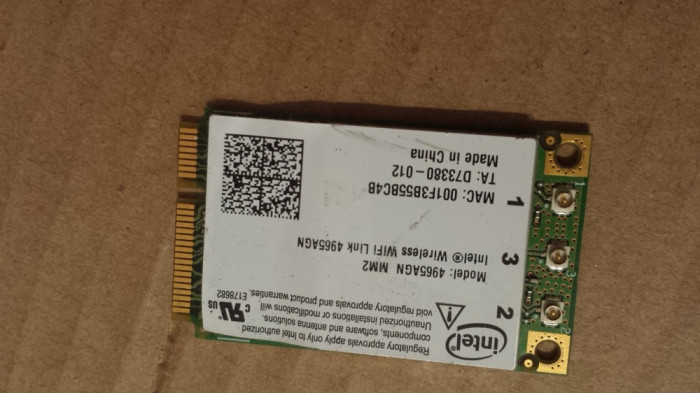 intel®
Regulatory approvals apply only to Intel authorized
components, software and antenna solutions.
Unauthorized installations or modifications will
void regulatory approvals and product warranties.
c RU US
E178682
Model: 4965AGN MM2
Intel® Wireless WiFi Link 4965AGN
MAC: 001F3B55BC4B
TA: D73380-012
Made in China
2
3
1